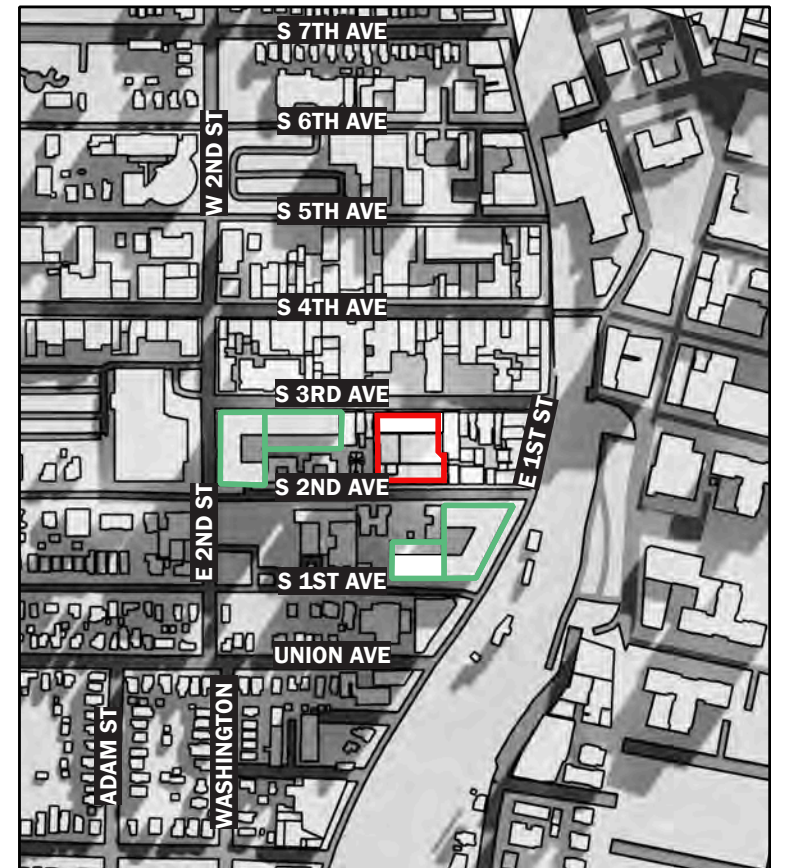 S 7TH AVE
S 6TH AVE
W 2ND ST
S 5TH AVE
S 4TH AVE
S 3RD AVE
E 1ST ST
S 2ND AVE
E 2ND ST
S 1ST AVE
UNION AVE
ADAM ST
WASHINGTON